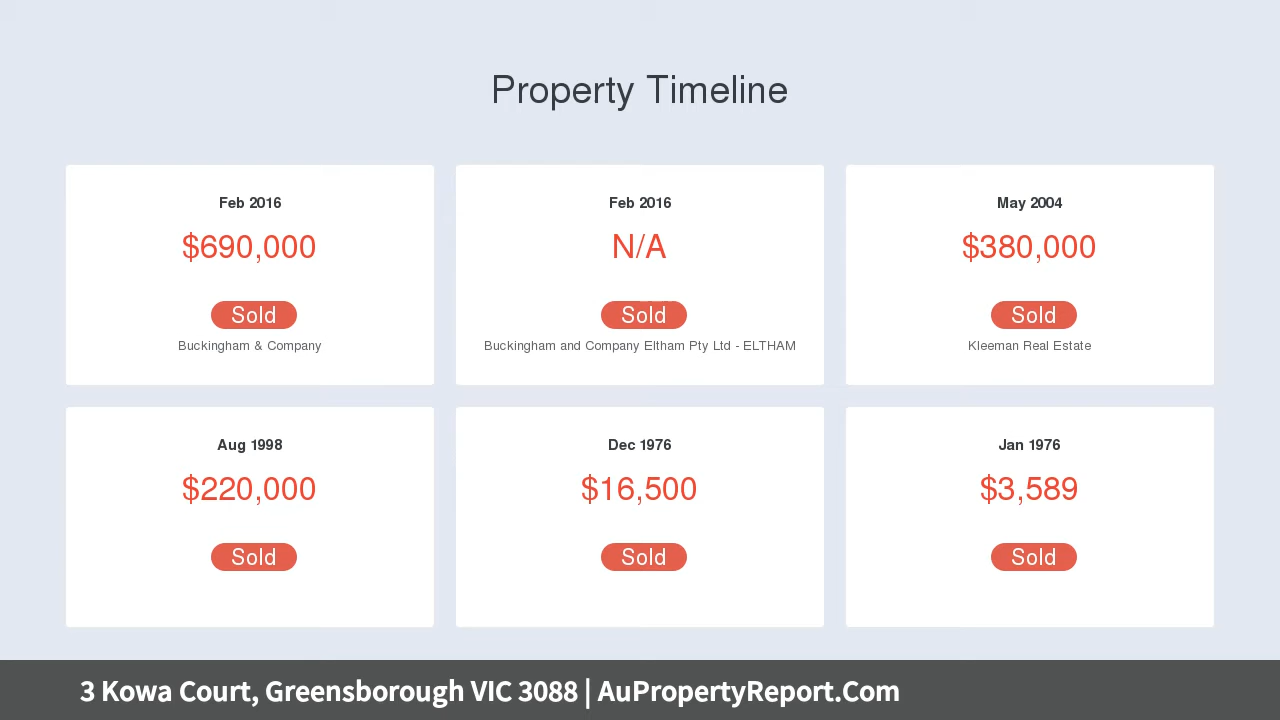 Property Timeline
Feb 2016
$690,000
Sold
Buckingham & Company
Feb 2016
N/A
Sold
Buckingham and Company Eltham Pty Ltd - ELTHAM
May 2004
$380,000
Sold
Kleeman Real Estate
Aug 1998
$220,000
Sold
Dec 1976
$16,500
Sold
Jan 1976
$3,589
Sold
3 Kowa Court, Greensborough VIC 3088 | AuPropertyReport.Com